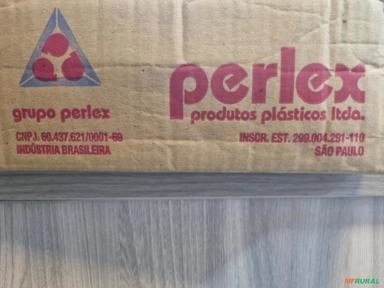 perlex
grupo perlex
produtos plásticos ltda.
CNPJ. 60.437.621/0001-69
INSCR. EST. 299.004.291-110
INDÚSTRIA BRASILEIRA
SÃO PAULO
MFRURAL